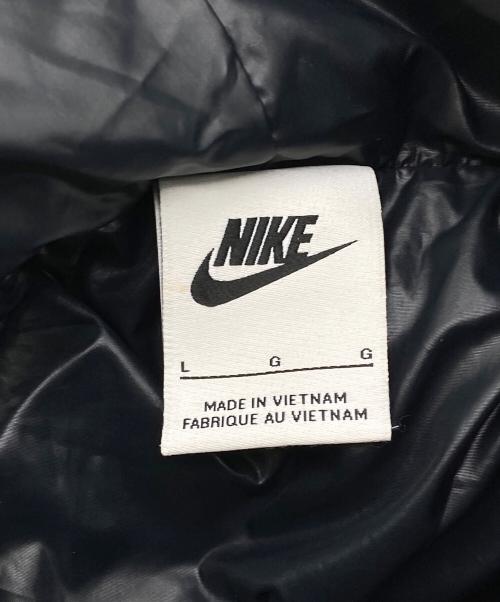 NIKE
L G G
MADE IN VIETNAM
FABRIQUE AU VIETNAM